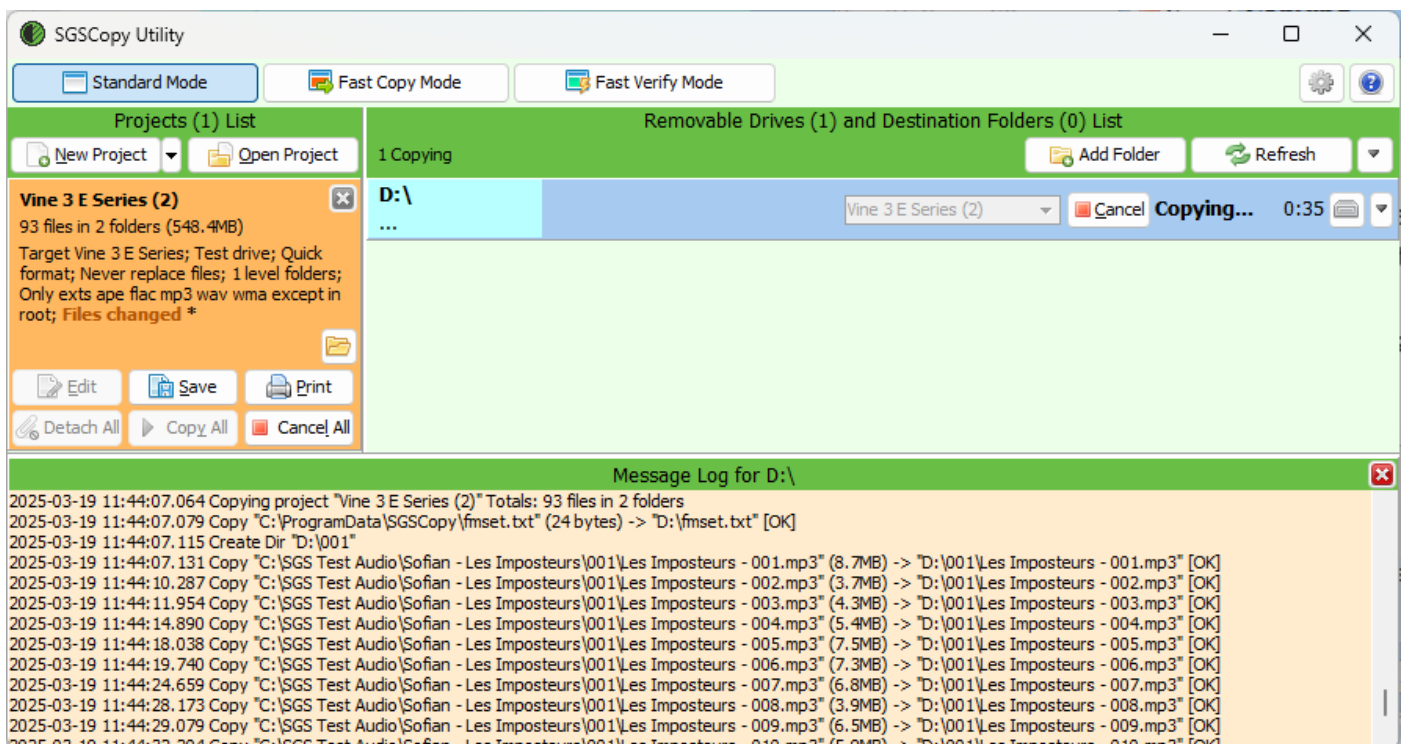 SGSCopy Utility
Standard Mode
Fast Copy Mode
Fast Verify Mode
Projects (1) List
New Project
Open Project
Vine 3 E Series (2)
93 files in 2 folders (548.4MB)
Target Vine 3 E Series; Test drive; Quick
format; Never replace files; 1 level folders;
Only exts ape flac mp3 wav wma except in
root; Files changed *
Edit
Save
Print
Detach All
Copy All
Cancel All
Removable Drives (1) and Destination Folders (0) List
1 Copying
Add Folder
Refresh
D:\
...
Vine 3 E Series (2)
Cancel
Copying...
0:35
Message Log for D:\
2025-03-19 11:44:07.064 Copying project "Vine 3 E Series (2)" Totals: 93 files in 2 folders
2025-03-19 11:44:07.079 Copy "C:\ProgramData\SGSCopy\fmset.txt" (24 bytes) -> "D:\fmset.txt" [OK]
2025-03-19 11:44:07.115 Create Dir "D:\001"
2025-03-19 11:44:07.131 Copy "C:\SGS Test Audio\Sofian - Les Imposteurs\001\Les Imposteurs - 001.mp3" (8.7MB) -> "D:\001\Les Imposteurs - 001.mp3" [OK]
2025-03-19 11:44:10.287 Copy "C:\SGS Test Audio\Sofian - Les Imposteurs\001\Les Imposteurs - 002.mp3" (3.7MB) -> "D:\001\Les Imposteurs - 002.mp3" [OK]
2025-03-19 11:44:11.954 Copy "C:\SGS Test Audio\Sofian - Les Imposteurs\001\Les Imposteurs - 003.mp3" (4.3MB) -> "D:\001\Les Imposteurs - 003.mp3" [OK]
2025-03-19 11:44:14.890 Copy "C:\SGS Test Audio\Sofian - Les Imposteurs\001\Les Imposteurs - 004.mp3" (5.4MB) -> "D:\001\Les Imposteurs - 004.mp3" [OK]
2025-03-19 11:44:18.038 Copy "C:\SGS Test Audio\Sofian - Les Imposteurs\001\Les Imposteurs - 005.mp3" (7.5MB) -> "D:\001\Les Imposteurs - 005.mp3" [OK]
2025-03-19 11:44:19.740 Copy "C:\SGS Test Audio\Sofian - Les Imposteurs\001\Les Imposteurs - 006.mp3" (7.3MB) -> "D:\001\Les Imposteurs - 006.mp3" [OK]
2025-03-19 11:44:24.659 Copy "C:\SGS Test Audio\Sofian - Les Imposteurs\001\Les Imposteurs - 007.mp3" (6.8MB) -> "D:\001\Les Imposteurs - 007.mp3" [OK]
2025-03-19 11:44:28.173 Copy "C:\SGS Test Audio\Sofian - Les Imposteurs\001\Les Imposteurs - 008.mp3" (3.9MB) -> "D:\001\Les Imposteurs - 008.mp3" [OK]
2025-03-19 11:44:29.079 Copy "C:\SGS Test Audio\Sofian - Les Imposteurs\001\Les Imposteurs - 009.mp3" (6.5MB) -> "D:\001\Les Imposteurs - 009.mp3" [OK]